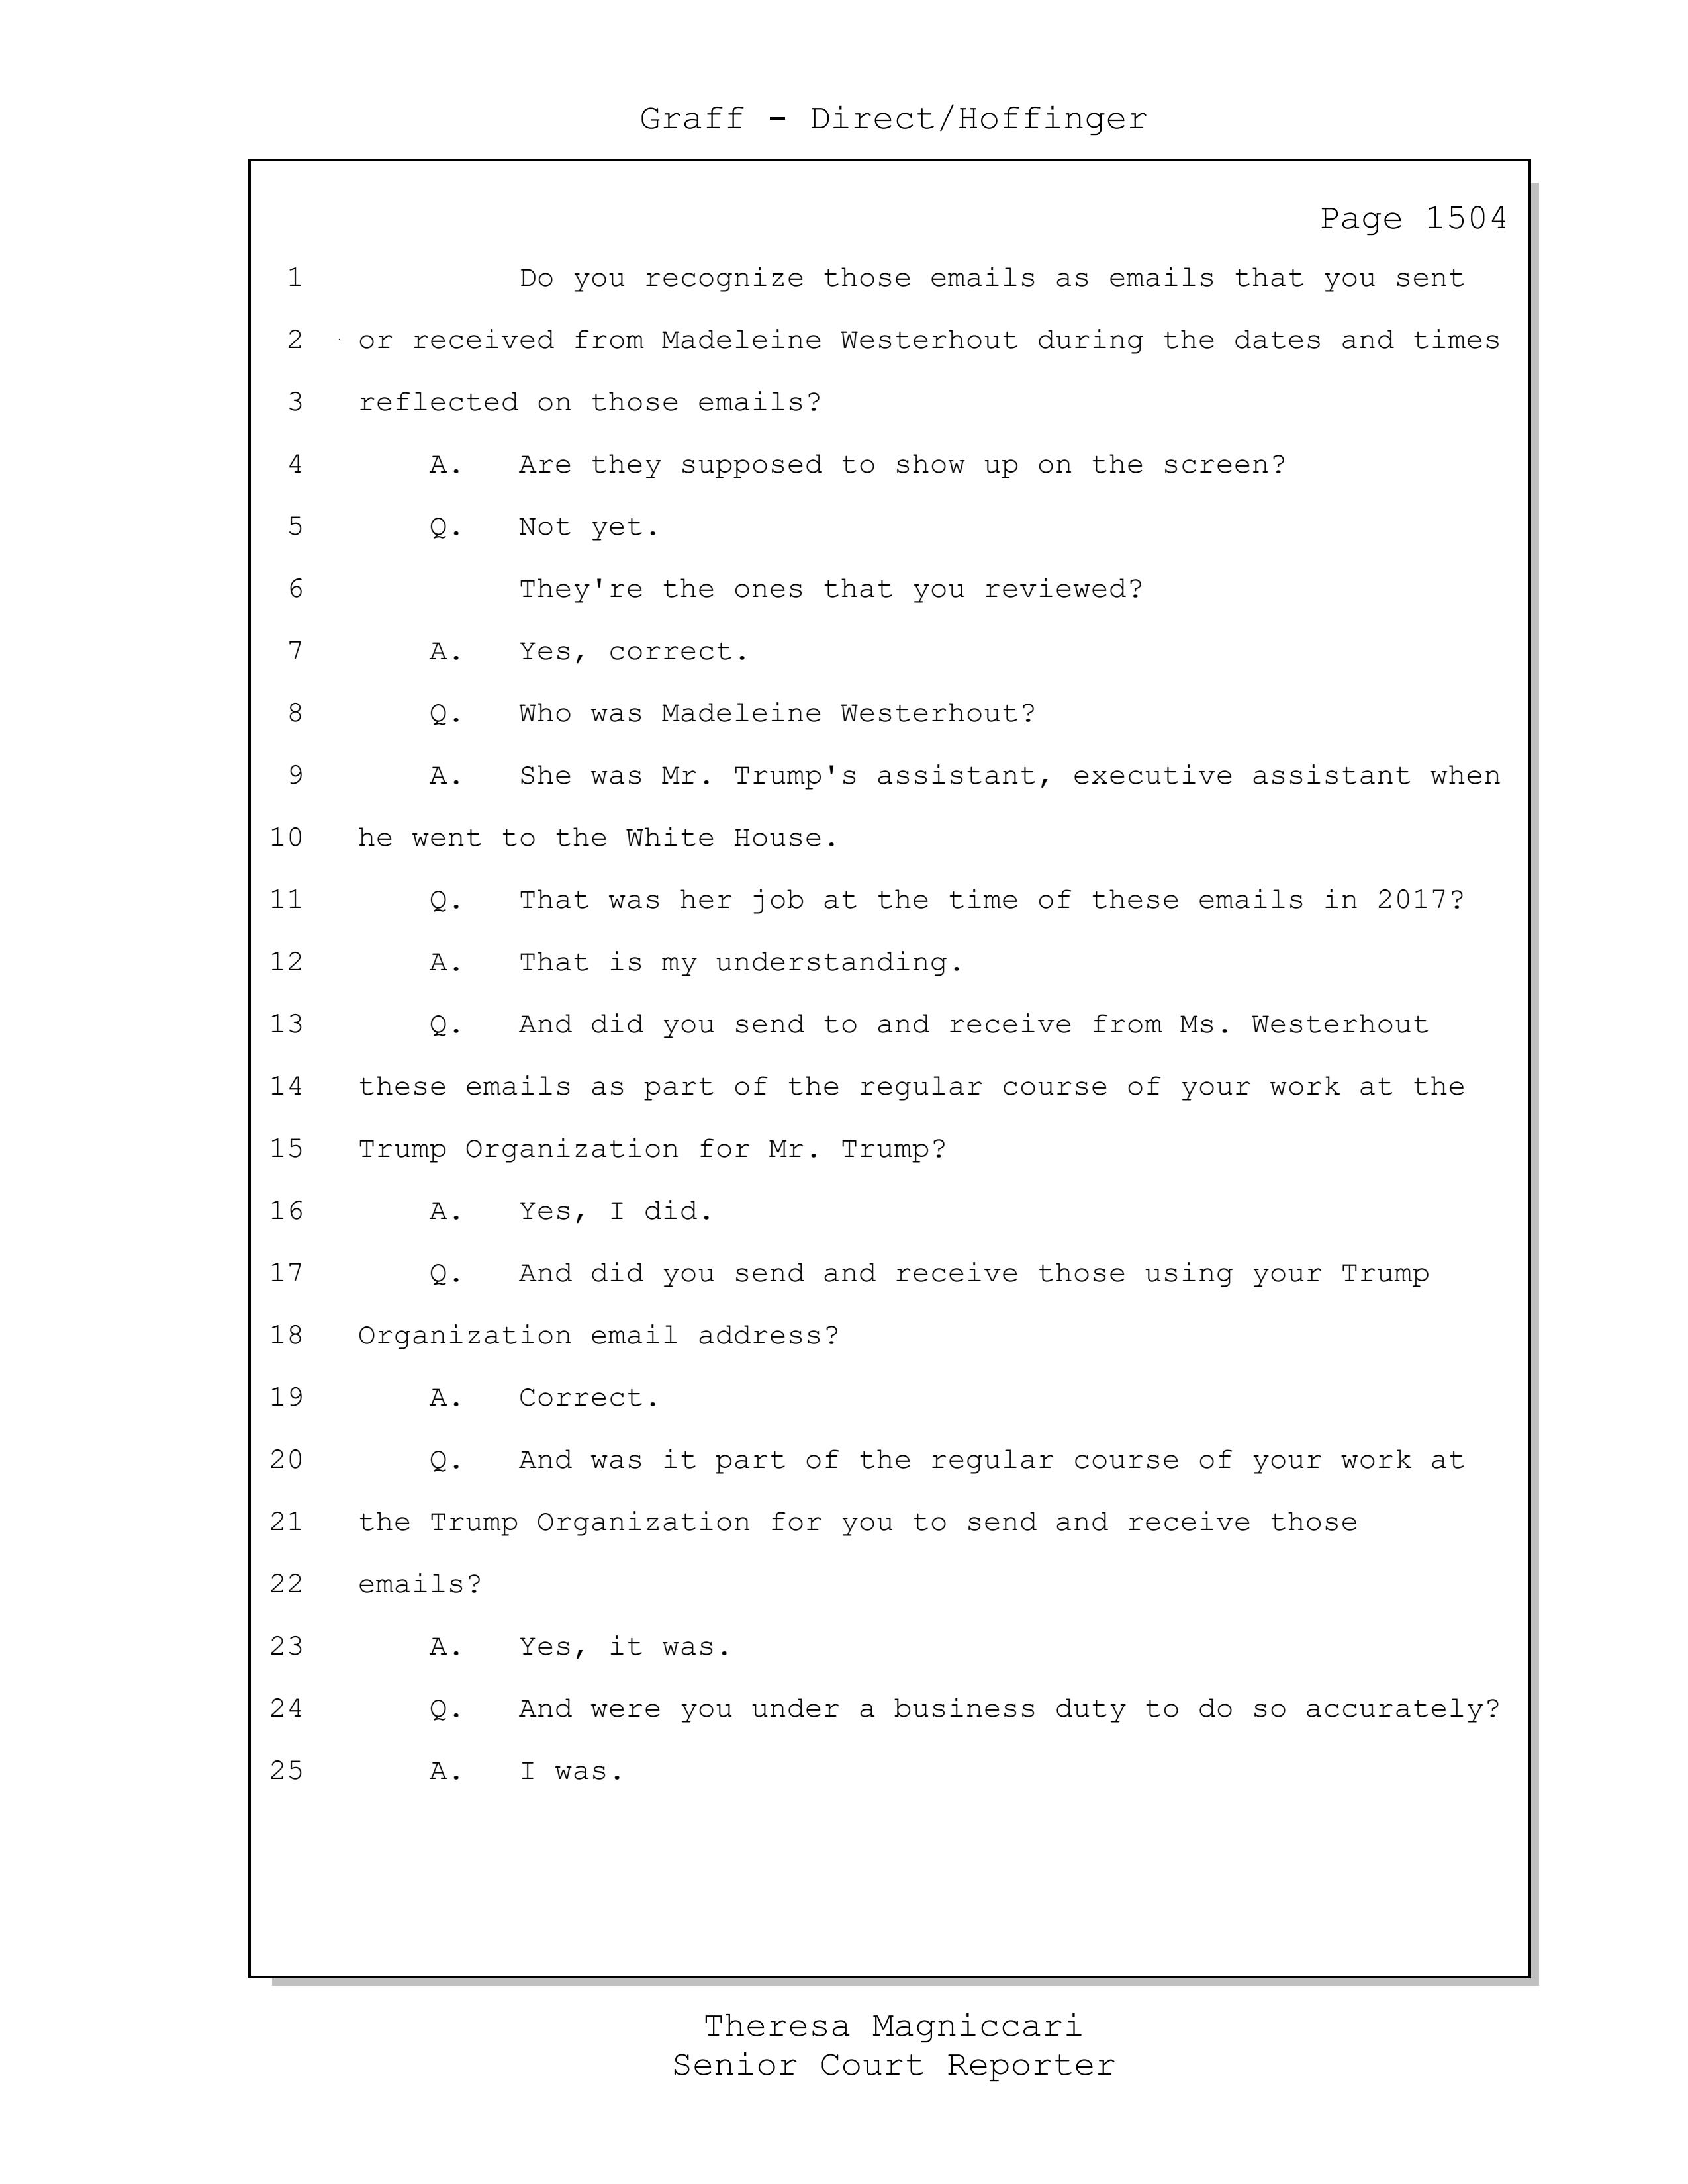 Graff - Direct/Hoffinger
Page 1504
1 Do you recognize those emails as emails that you sent
2 or received from Madeleine Westerhout during the dates and times
3 reflected on those emails?
4 A. Are they supposed to show up on the screen?
5 Q. Not yet.
6 They're the ones that you reviewed?
7 A. Yes, correct.
8 Q. Who was Madeleine Westerhout?
9 A. She was Mr. Trump's assistant, executive assistant when
10 he went to the White House.
11 Q. That was her job at the time of these emails in 2017?
12 A. That is my understanding.
13 Q. And did you send to and receive from Ms. Westerhout
14 these emails as part of the regular course of your work at the
15 Trump Organization for Mr. Trump?
16 A. Yes, I did.
17 Q. And did you send and receive those using your Trump
18 Organization email address?
19 A. Correct.
20 Q. And was it part of the regular course of your work at
21 the Trump Organization for you to send and receive those
22 emails?
23 A. Yes, it was.
24 Q. And were you under a business duty to do so accurately?
25 A. I was.
Theresa Magniccari
Senior Court Reporter